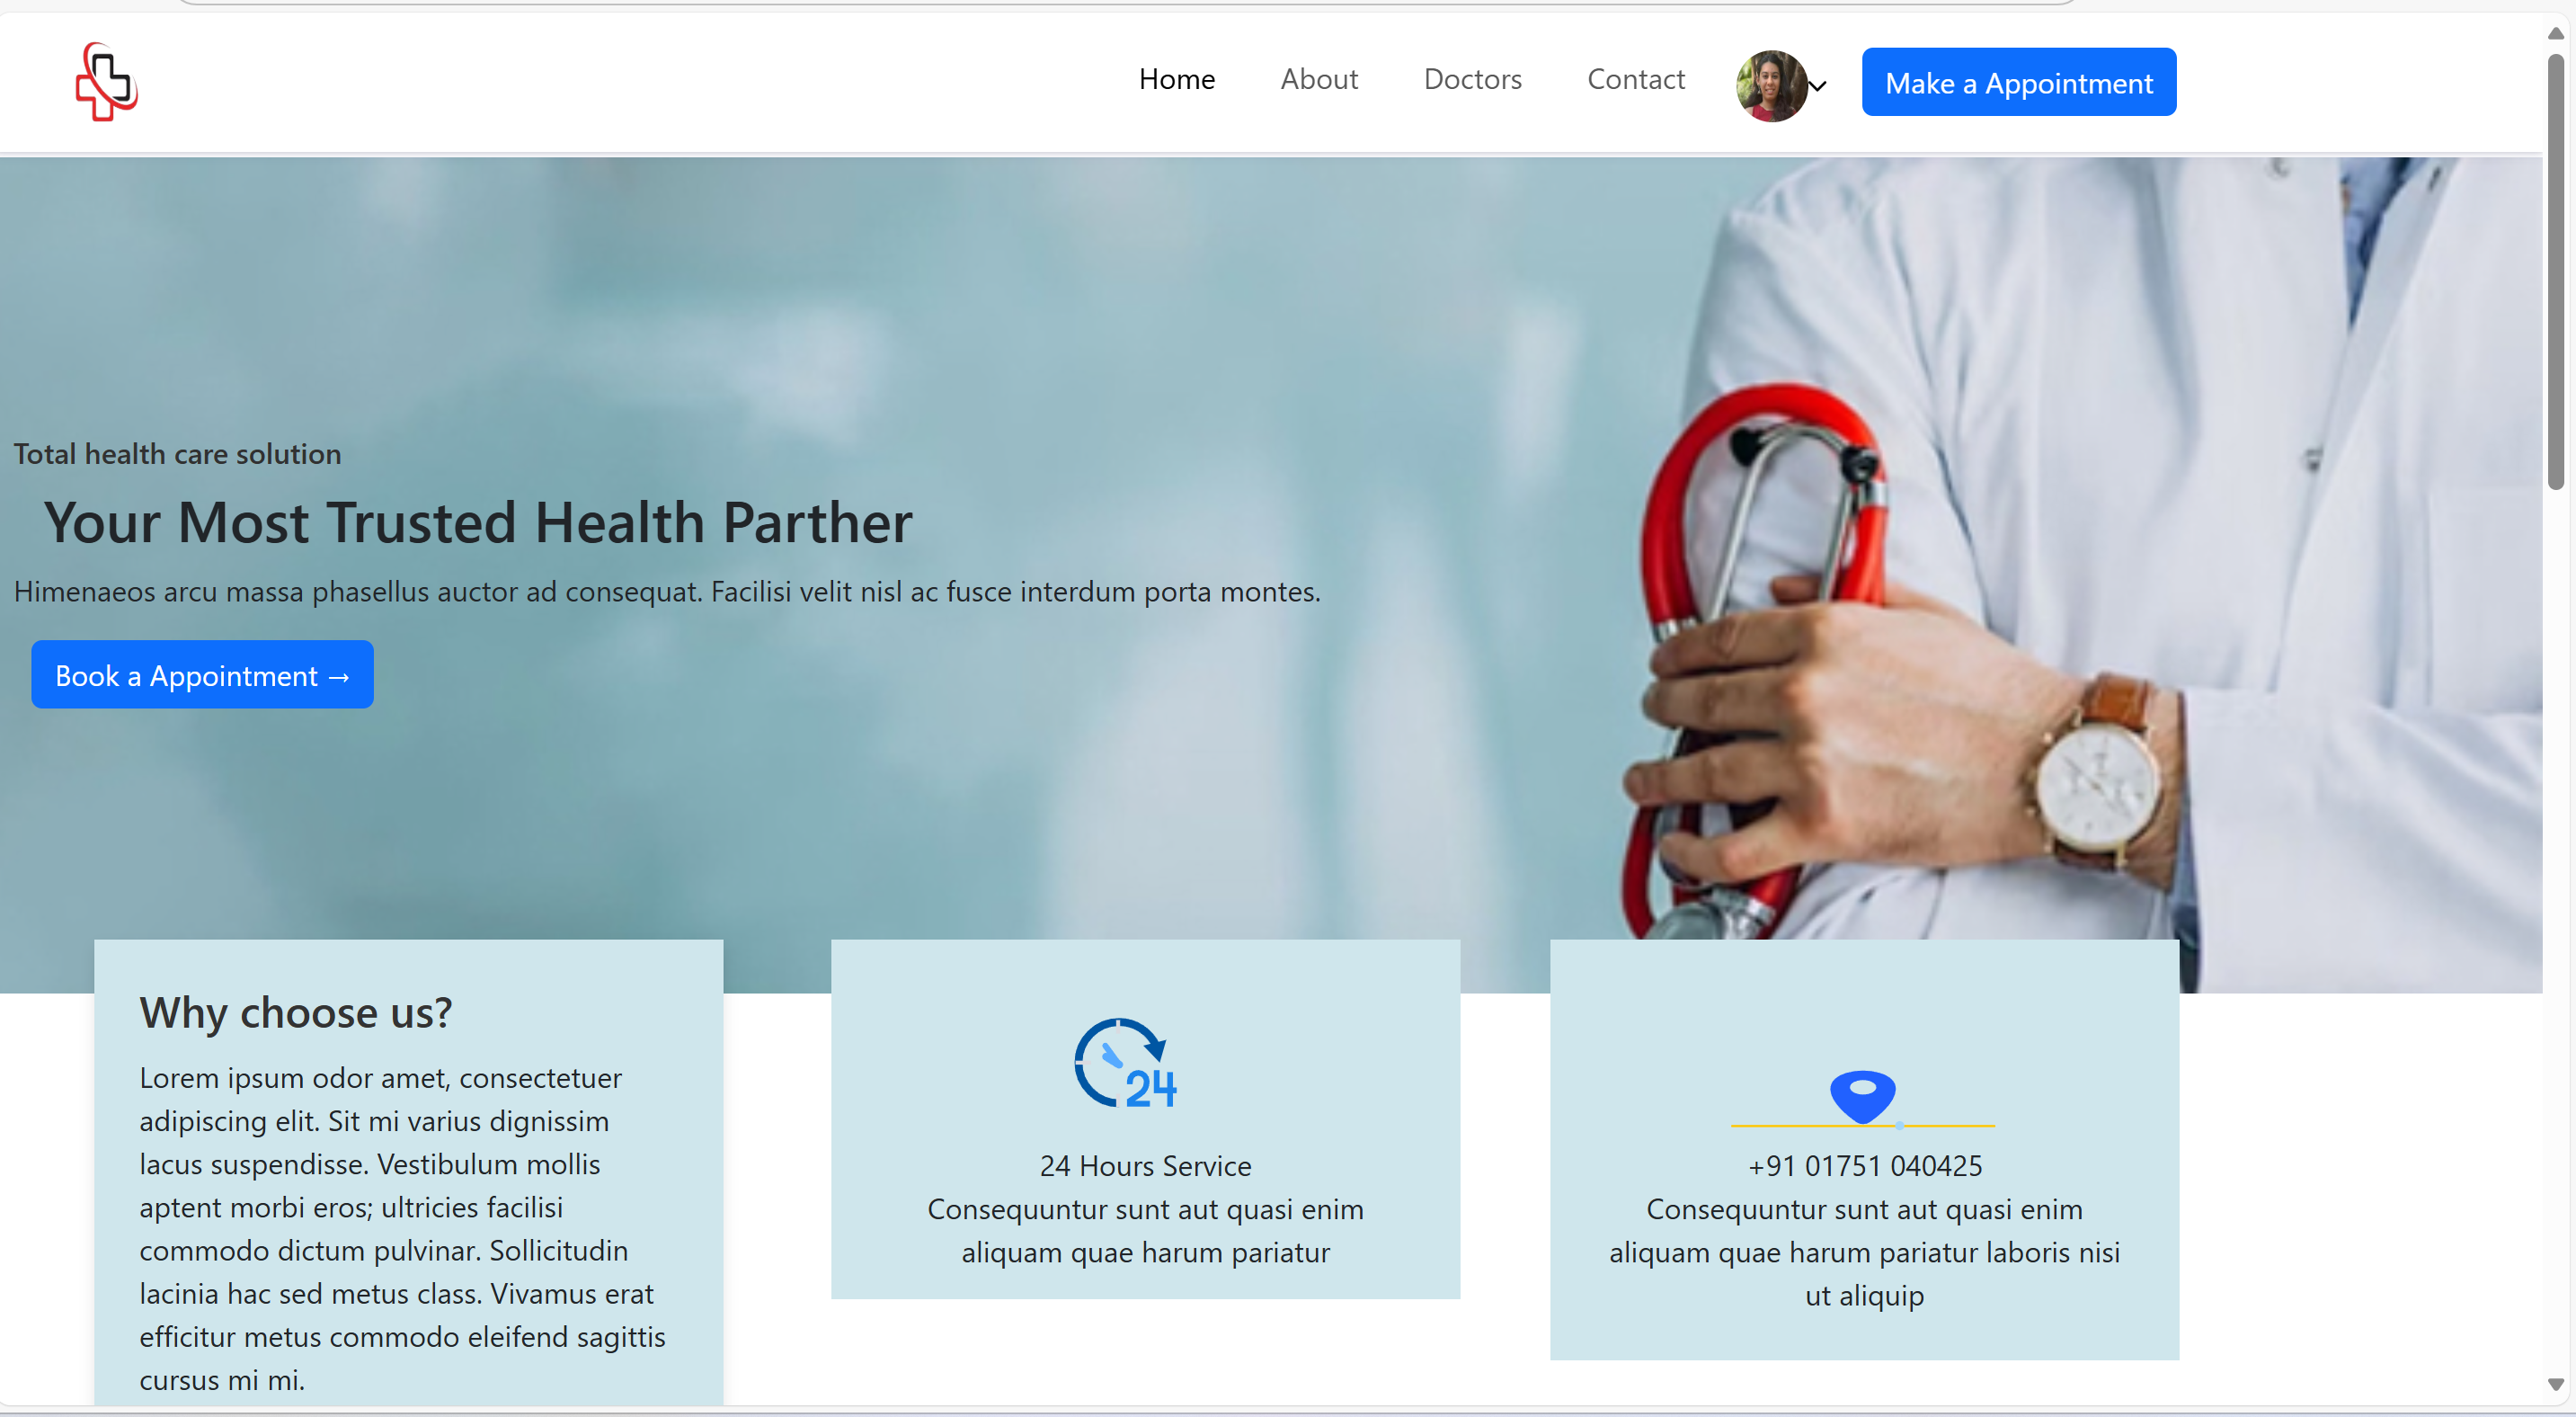 Home About Doctors Contact Make a Appointment
Total health care solution
Your Most Trusted Health Parther
Himenaeos arcu massa phasellus auctor ad consequat. Facilisi velit nisl ac fusce interdum porta montes.
Book a Appointment →
Why choose us?
Lorem ipsum odor amet, consectetuer
adipiscing elit. Sit mi varius dignissim
lacus suspendisse. Vestibulum mollis
aptent morbi eros; ultricies facilisi
commodo dictum pulvinar. Sollicitudin
lacinia hac sed metus class. Vivamus erat
efficitur metus commodo eleifend sagittis
cursus mi mi.
24
24 Hours Service
Consequuntur sunt aut quasi enim
aliquam quae harum pariatur
+91 01751 040425
Consequuntur sunt aut quasi enim
aliquam quae harum pariatur laboris nisi
ut aliquip